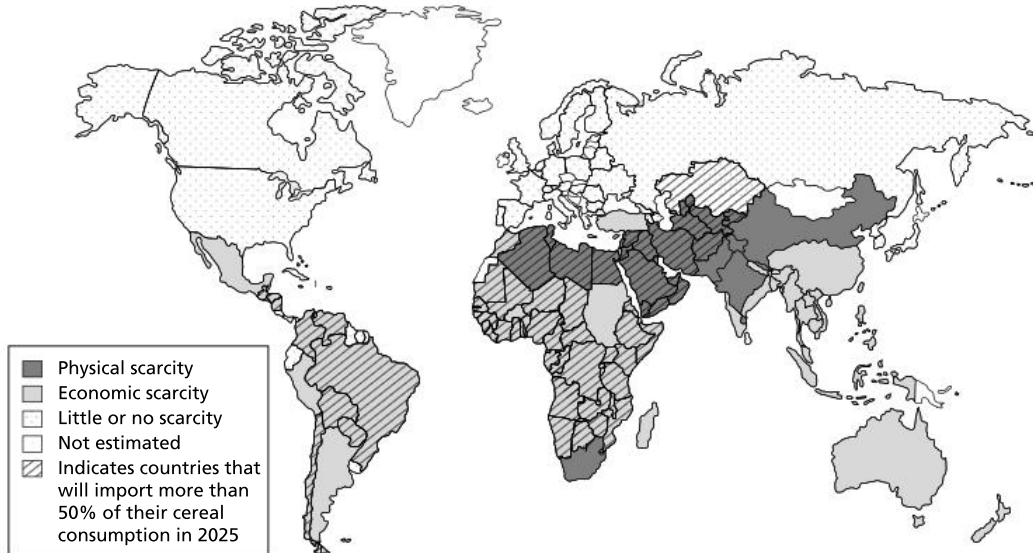 Physical scarcity
Economic scarcity
Little or no scarcity
Not estimated
Indicates countries that
will import more than
50% of their cereal
consumption in 2025